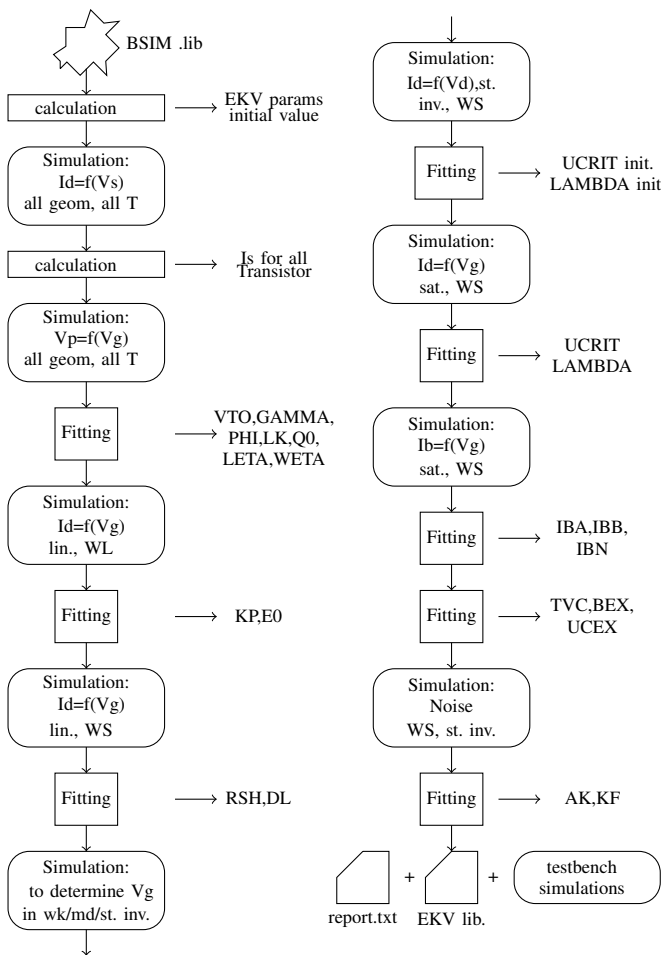 BSIM .lib
calculation
EKV params
initial value
Simulation:
Id=f(Vs)
all geom, all T
calculation
Is for all
Transistor
Simulation:
Vp=f(Vg)
all geom, all T
Fitting
VTO,GAMMA,
PHI,LK,Q0,
LETA,WETA
Simulation:
Id=f(Vg)
lin., WL
Fitting
KP,E0
Simulation:
Id=f(Vg)
lin., WS
Fitting
RSH,DL
Simulation:
to determine Vg
in wk/md/st. inv.
Simulation:
Id=f(Vd),st.
inv., WS
Fitting
UCRIT init.
LAMBDA init
Simulation:
Id=f(Vg)
sat., WS
Fitting
UCRIT
LAMBDA
Simulation:
Ib=f(Vg)
sat., WS
Fitting
IBA,IBB,
IBN
Fitting
TVC,BEX,
UCEX
Simulation:
Noise
WS, st. inv.
Fitting
AK,KF
+ +
testbench
simulations
report.txt EKV lib.